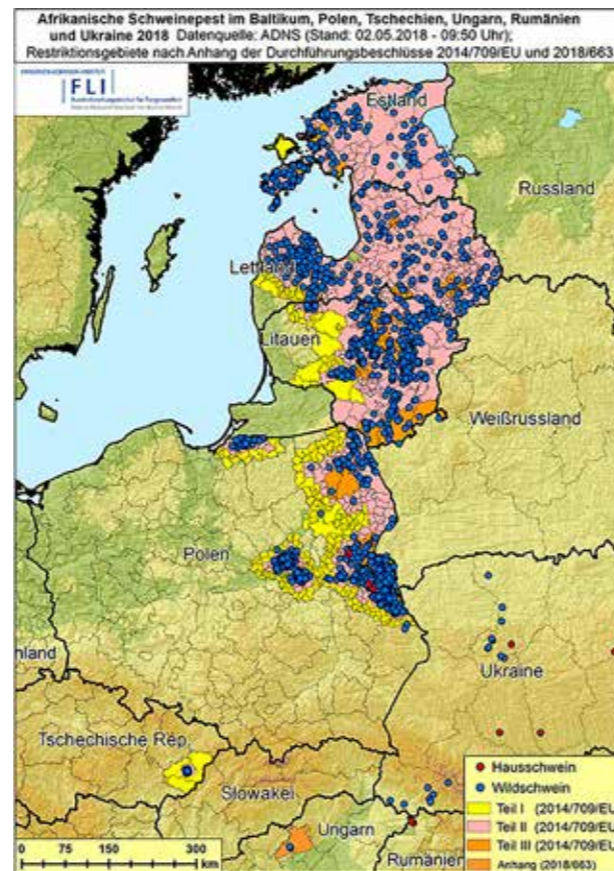 Afrikanische Schweinepest im Baltikum, Polen, Tschechien, Ungarn, Rumänien
und Ukraine 2018 Datenquelle: ADNS (Stand: 02.05.2018 - 09:50 Uhr);
Restriktionsgebiete nach Anhang der Durchführungsbeschlüsse 2014/709/EU und 2018/663
FLI
Estland
Russland
Lettland
Litauen
Weißrussland
Polen
nland
Ukraine
Tschechische Rep.
Slowakei
Ungarn
Rumänien
Hausschwein
Wildschwein
Teil I (2014/709/EU
Teil II (2014/709/EU
Teil III (2014/709/EU
Anhang (2018/663)
0 75 150 225 300
km